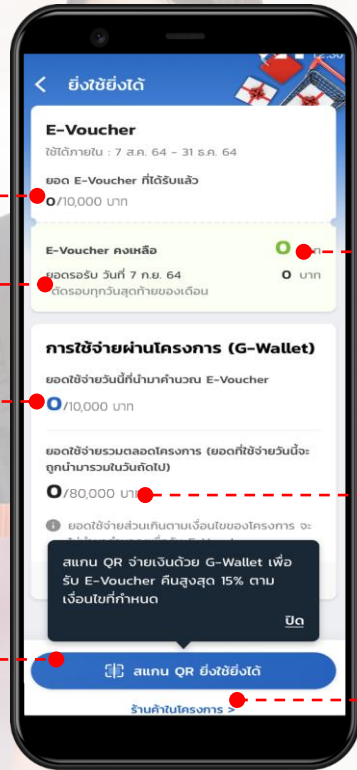 ยิ่งใช้ยิ่งได้
E-Voucher
ใช้ได้ภายใน : 7 ส.ค. 64 - 31 ธ.ค. 64
ยอด E-Voucher ที่ได้รับแล้ว
0/10,000 บาท
E-Voucher คงเหลือ 0
ยอดรอรับ วันที่ 7 ก.ย. 64 0 บาท
*ตัดรอบทุกวันสุดท้ายของเดือน
การใช้จ่ายผ่านโครงการ (G-Wallet)
ยอดใช้จ่ายวันนี้ที่นำมาคำนวณ E-Voucher
0/10,000 บาท
ยอดใช้จ่ายรวมตลอดโครงการ (ยอดที่ใช้จ่ายวันนี้จะ
ถูกนำมารวมในวันถัดไป)
0/80,000 บาท
ยอดใช้จ่ายส่วนเกินตามเงื่อนไขของโครงการ จะ
สแกน QR จ่ายเงินด้วย G-Wallet เพื่อ
รับ E-Voucher คืนสูงสุด 15% ตาม
เงื่อนไขที่กำหนด
ปิด
สแกน QR ยิ่งใช้ยิ่งได้
ร้านค้าในโครงการ >